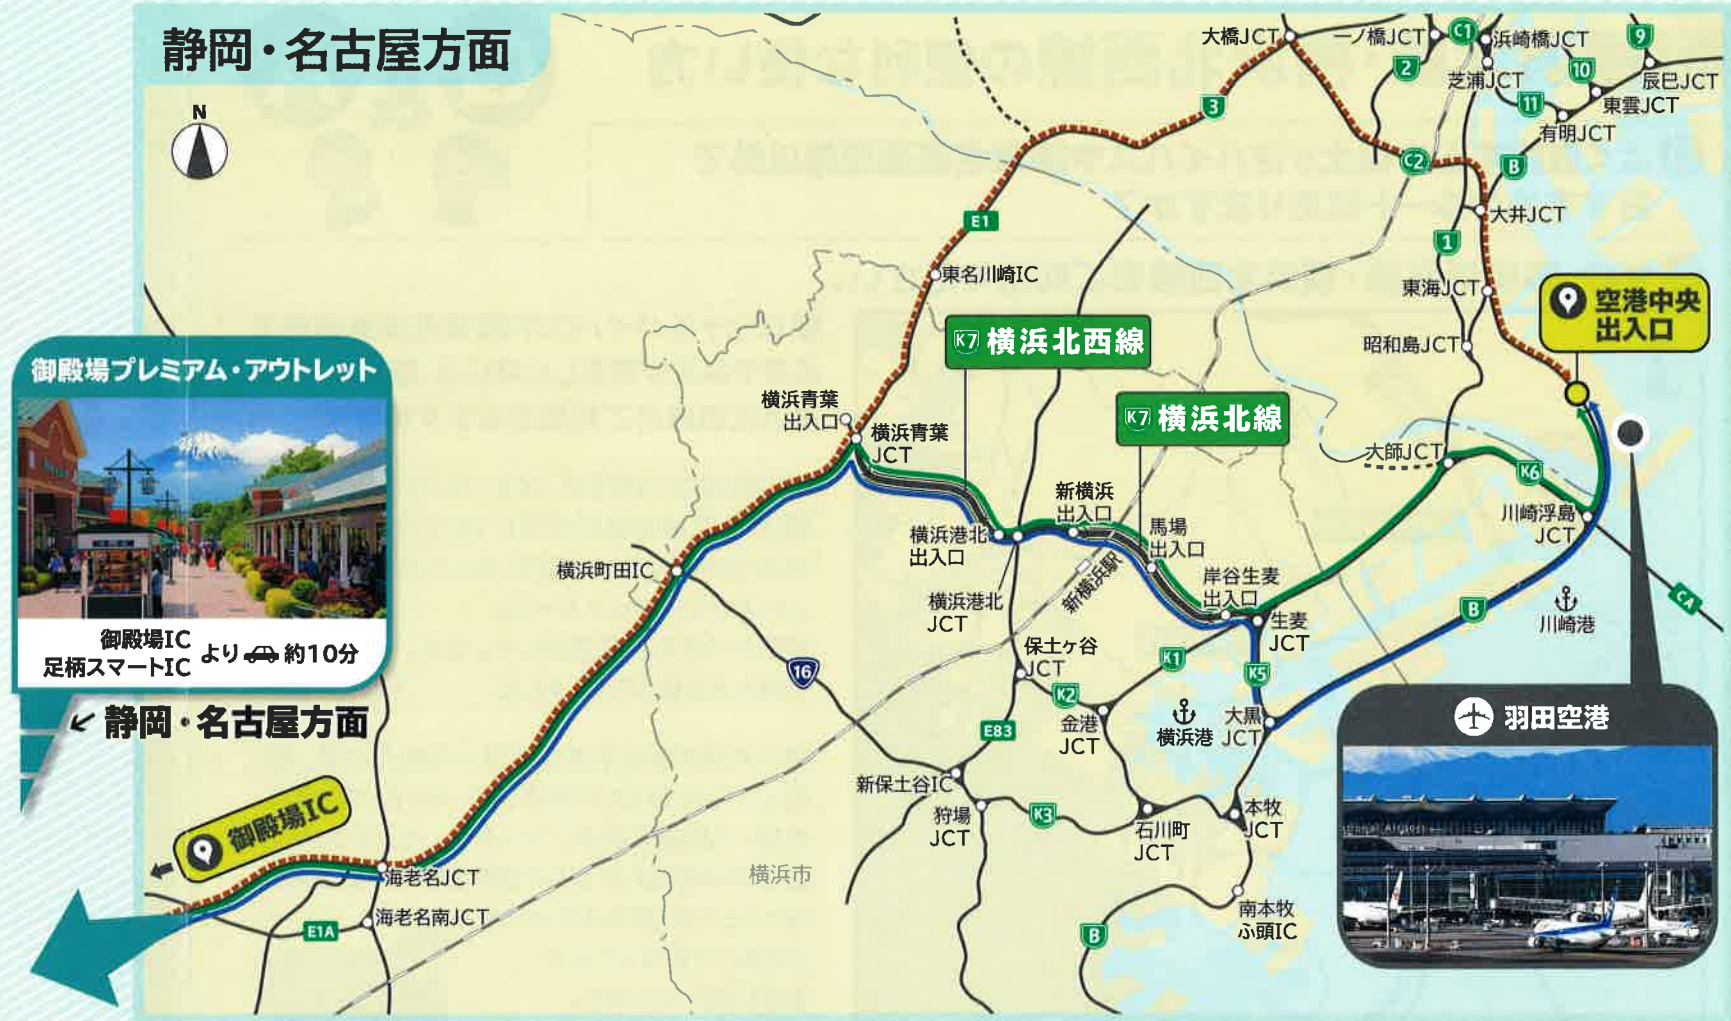 静岡・名古屋方面
N
大橋JCT
一ノ橋JCT
C1
浜崎橋JCT
9
2
芝浦JCT
10
辰巳JCT
3
11
東雲JCT
有明JCT
C2
B
E1
大井JCT
1
東名川崎IC
東海JCT
空港中央
出入口
昭和島JCT
K7 横浜北西線
御殿場プレミアム・アウトレット
横浜青葉
出入口
横浜青葉
JCT
K7 横浜北線
大師JCT
K6
新横浜
出入口
川崎浮島
JCT
横浜港北
出入口
馬場
出入口
横浜町田IC
新横浜駅
岸谷生麦
出入口
横浜港北
JCT
生麦
JCT
B
川崎港
CA
御殿場IC
足柄スマートIC
より
約10分
保土ヶ谷
JCT
K1
16
K5
K2
静岡・名古屋方面
E83
金港
JCT
横浜港
大黒
JCT
羽田空港
新保土谷IC
御殿場IC
狩場
JCT
K3
石川町
JCT
本牧
JCT
海老名JCT
横浜市
海老名南JCT
E1A
南本牧
ふ頭IC
B